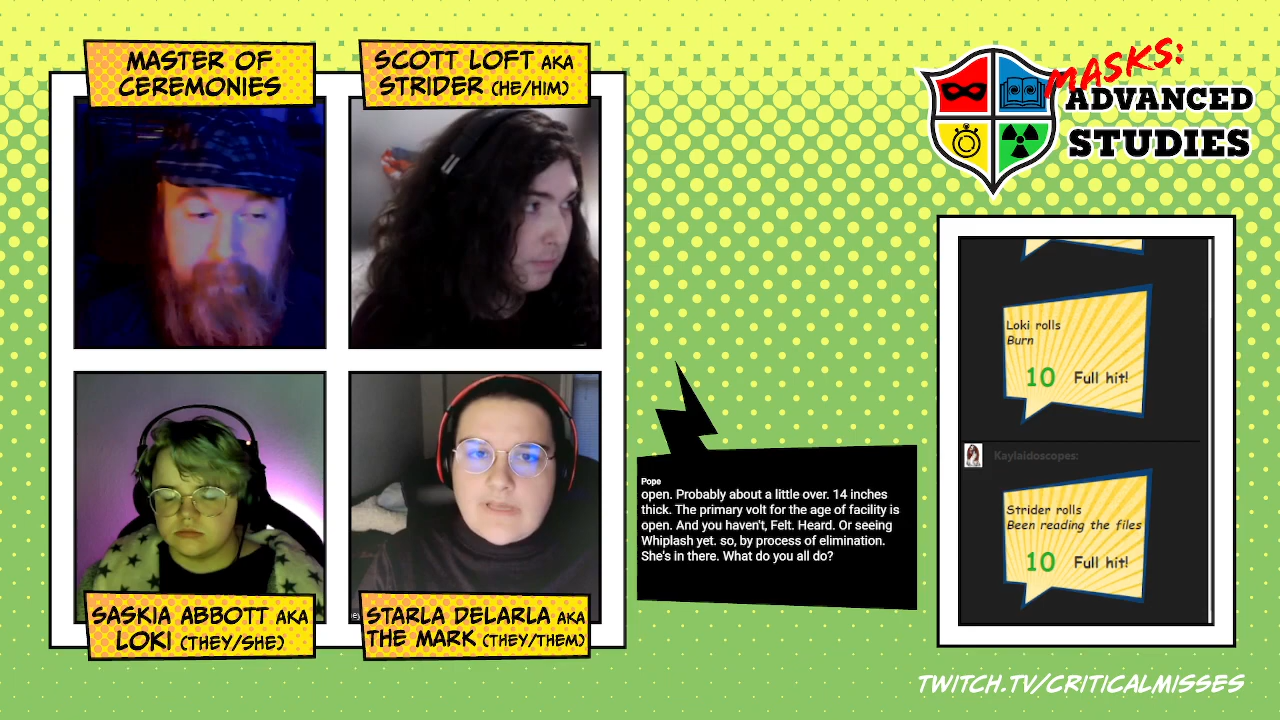 MASTER OF
CEREMONIES
SCOTT LOFT AKA
STRIDER (HE/HIM)
SASKIA ABBOTT AKA
LOKI (THEY/SHE)
STARLA DELARLA AKA
THE MARK (THEY/THEM)
Pope
open. Probably about a little over. 14 inches
thick. The primary volt for the age of facility is
open. And you haven't, Felt. Heard. Or seeing
Whiplash yet. so, by process of elimination.
She's in there. What do you all do?
MASKS:
ADVANCED
STUDIES
Loki rolls
Burn
10 Full hit!
Kaylaidoscopes:
Strider rolls
Been reading the files
10 Full hit!
TWITCH.TV/CRITICALMISSES